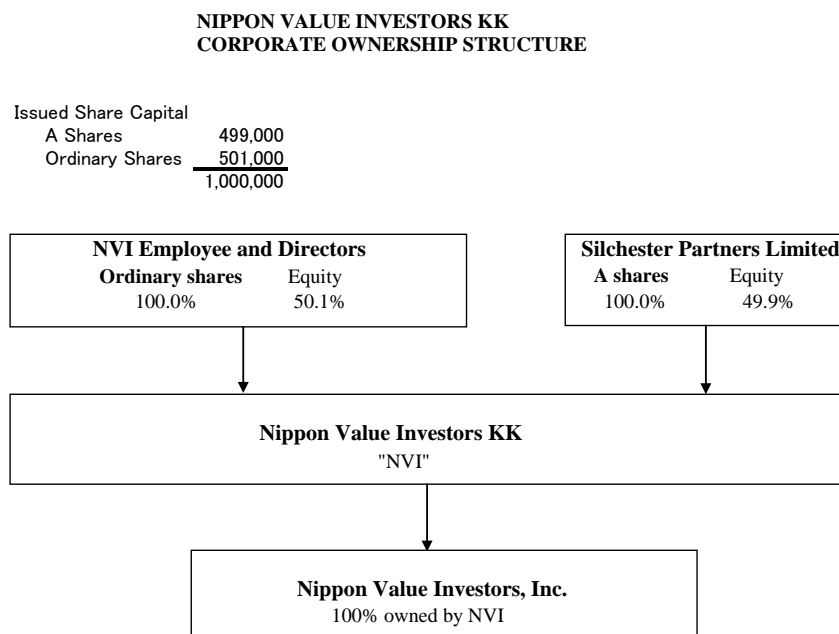 NIPPON VALUE INVESTORS KK
CORPORATE OWNERSHIP STRUCTURE
Issued Share Capital
A Shares 499,000
Ordinary Shares 501,000
1,000,000
NVI Employee and Directors
Ordinary shares Equity
100.0% 50.1%
Silchester Partners Limited
A shares Equity
100.0% 49.9%
Nippon Value Investors KK
"NVI"
Nippon Value Investors, Inc.
100% owned by NVI